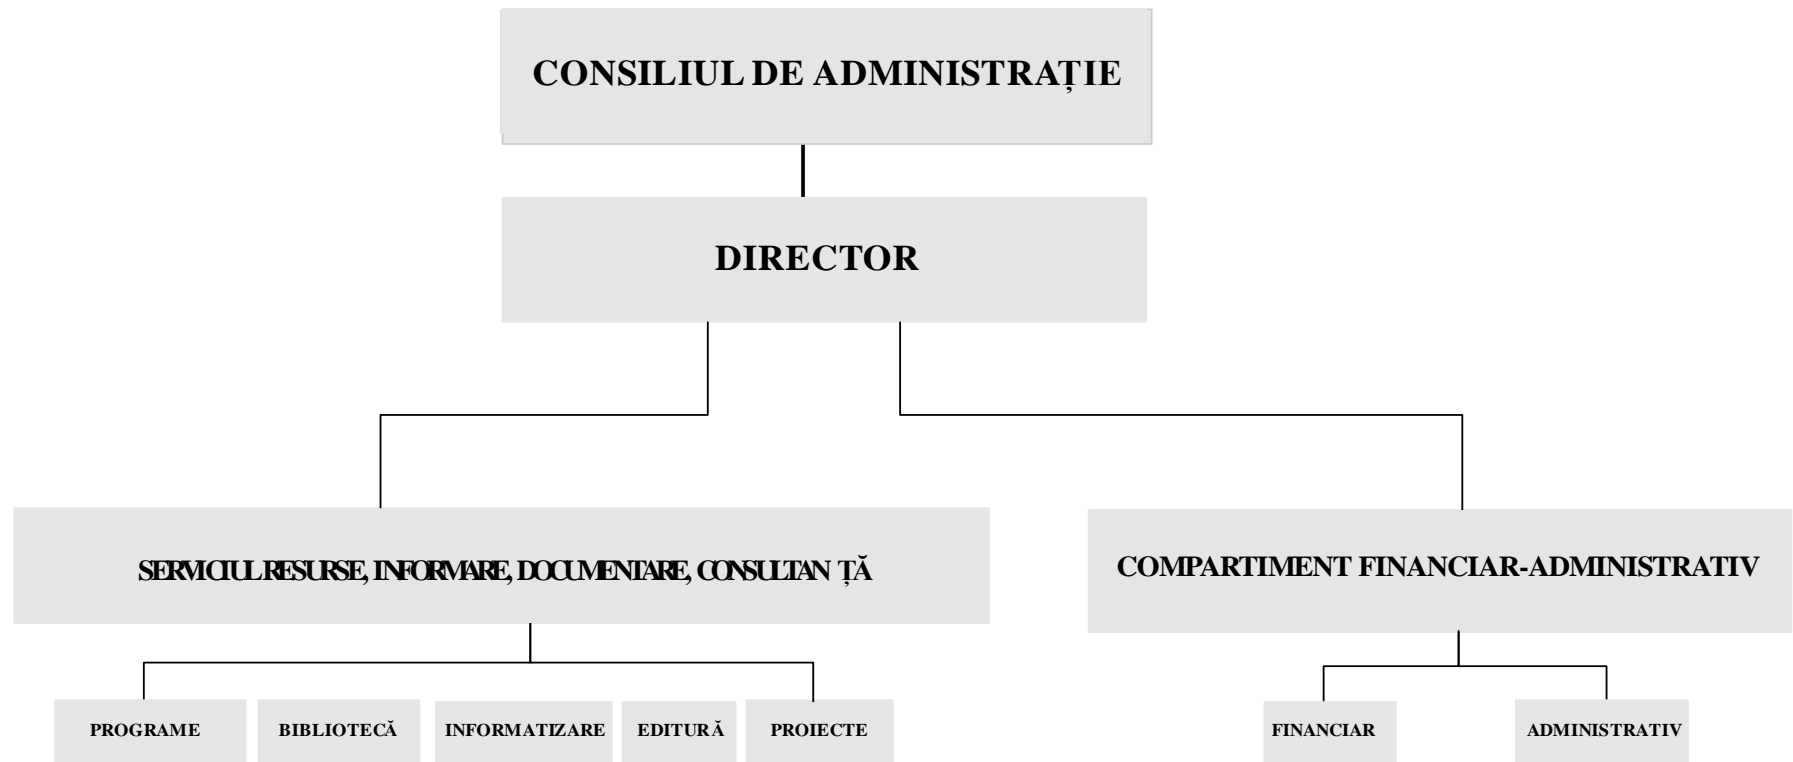 CONSILIUL DE ADMINISTRAȚIE
DIRECTOR
SERVICIUL RESURSE, INFORMARE, DOCUMENTARE, CONSULTANȚĂ
COMPARTIMENT FINANCIAR-ADMINISTRATIV
PROGRAME
BIBLIOTECĂ
INFORMATIZARE
EDITURĂ
PROIECTE
FINANCIAR
ADMINISTRATIV